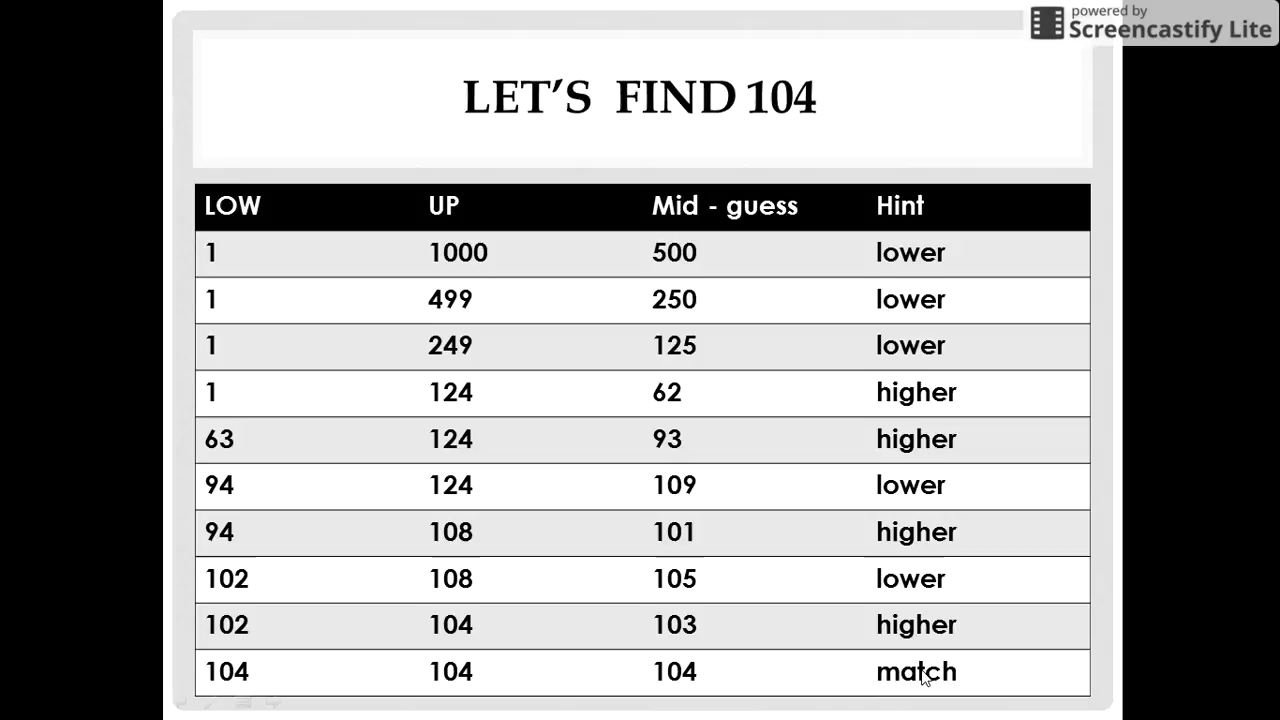 powered by
Screencastify Lite
LET’S FIND 104
LOW UP Mid - guess Hint
1 1000 500 lower
1 499 250 lower
1 249 125 lower
1 124 62 higher
63 124 93 higher
94 124 109 lower
94 108 101 higher
102 108 105 lower
102 104 103 higher
104 104 104 match